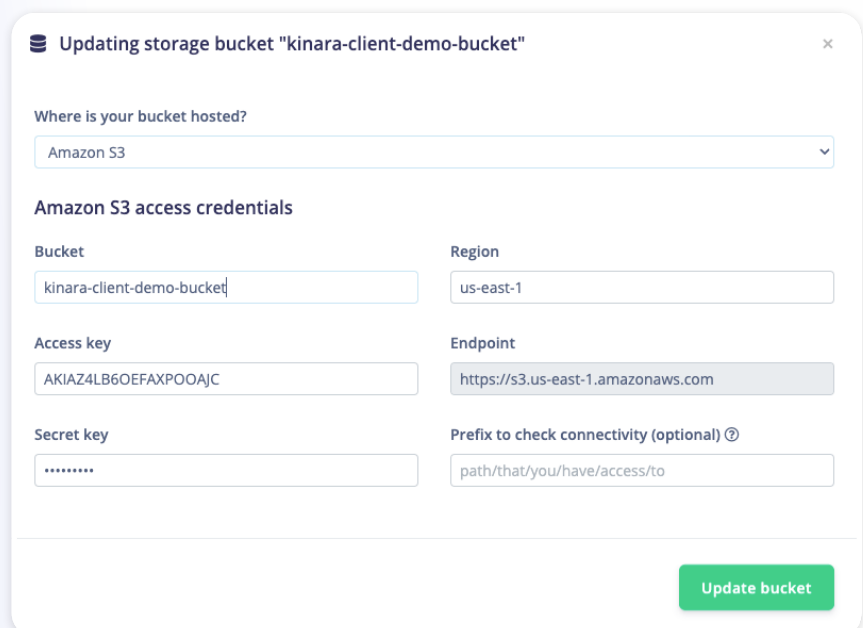 Updating storage bucket "kinara-client-demo-bucket"
×
Where is your bucket hosted?
Amazon S3
Amazon S3 access credentials
Bucket
Region
kinara-client-demo-bucket
us-east-1
Access key
Endpoint
AKIAZ4LB6OEFAXPOOAJC
https://s3.us-east-1.amazonaws.com
Secret key
Prefix to check connectivity (optional) ?
•••••••••
path/that/you/have/access/to
Update bucket